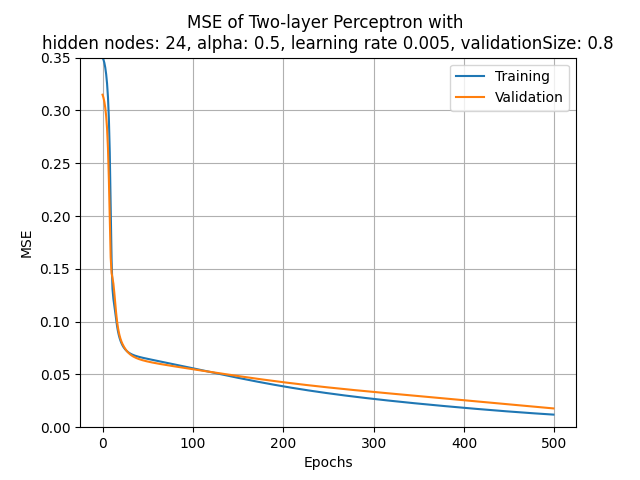 MSE of Two-layer Perceptron with
hidden nodes: 24, alpha: 0.5, learning rate 0.005, validationSize: 0.8
0.35
0.30
0.25
0.20
0.15
0.10
0.05
0.00
MSE
Training
Validation
0 100 200 300 400 500
Epochs